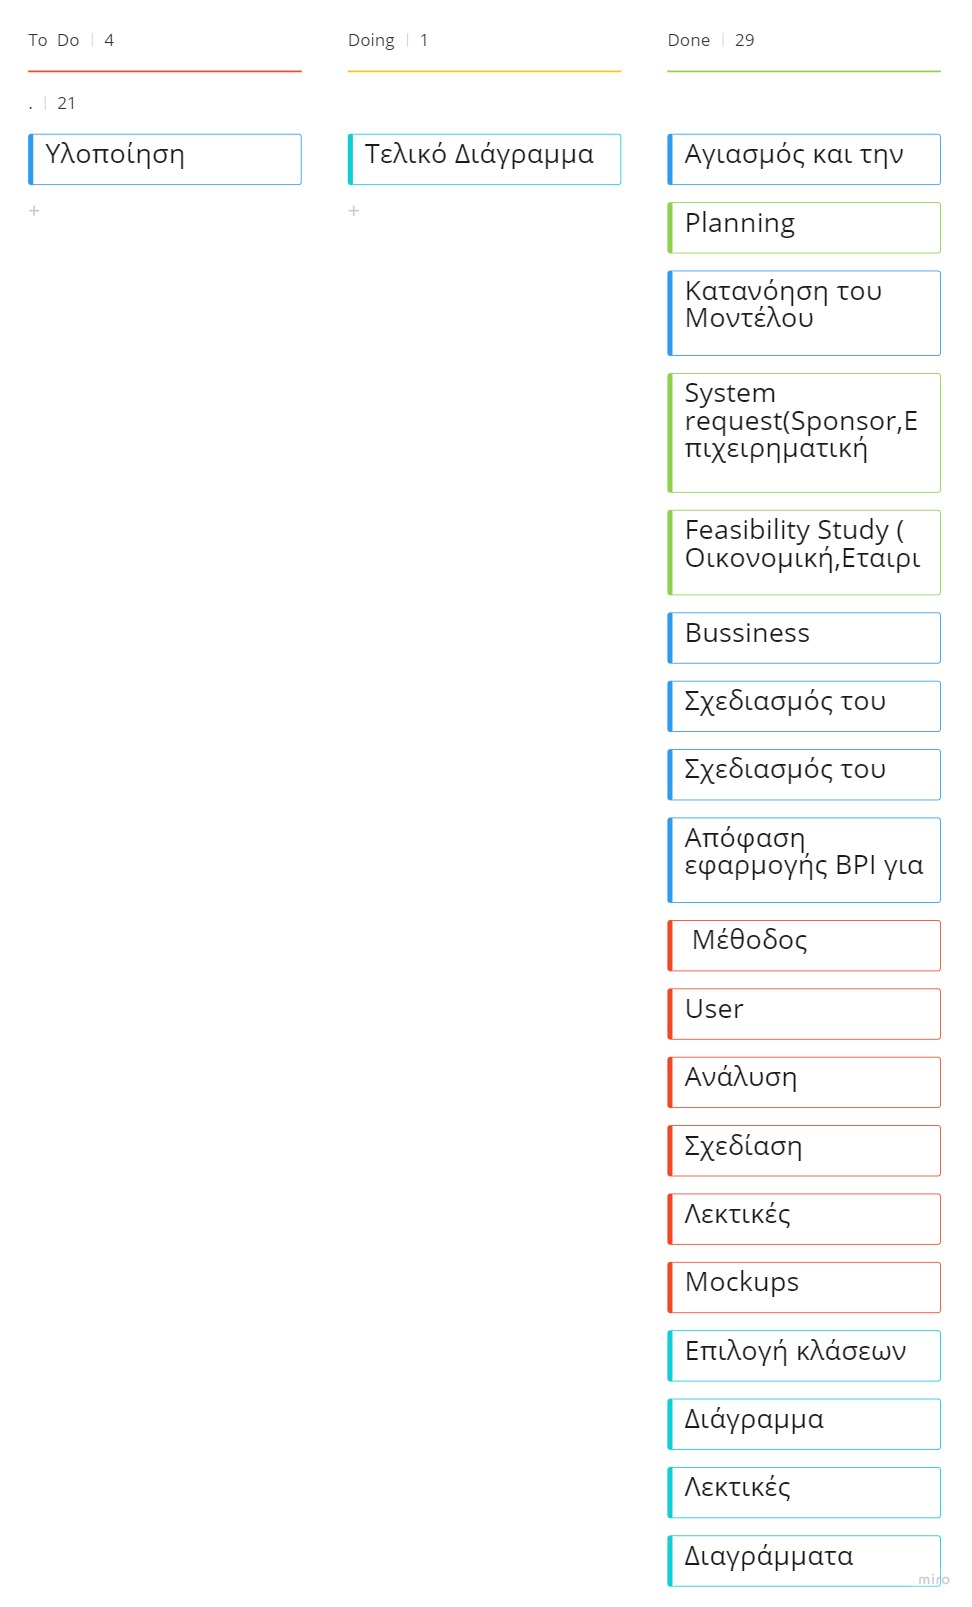 To Do | 4
Doing | 1
Done | 29
. | 21
Υλοποίηση
+
Τελικό Διάγραμμα
+
Αγιασμός και την
Planning
Κατανόηση του
Μοντέλου
System
request(Sponsor,Ε
πιχειρηματική
Feasibility Study (
Οικονομική,Εταιρι
Bussiness
Σχεδιασμός του
Σχεδιασμός του
Απόφαση
εφαρμογής BPI για
Μέθοδος
User
Ανάλυση
Σχεδίαση
Λεκτικές
Mockups
Επιλογή κλάσεων
Διάγραμμα
Λεκτικές
Διαγράμματα
miro